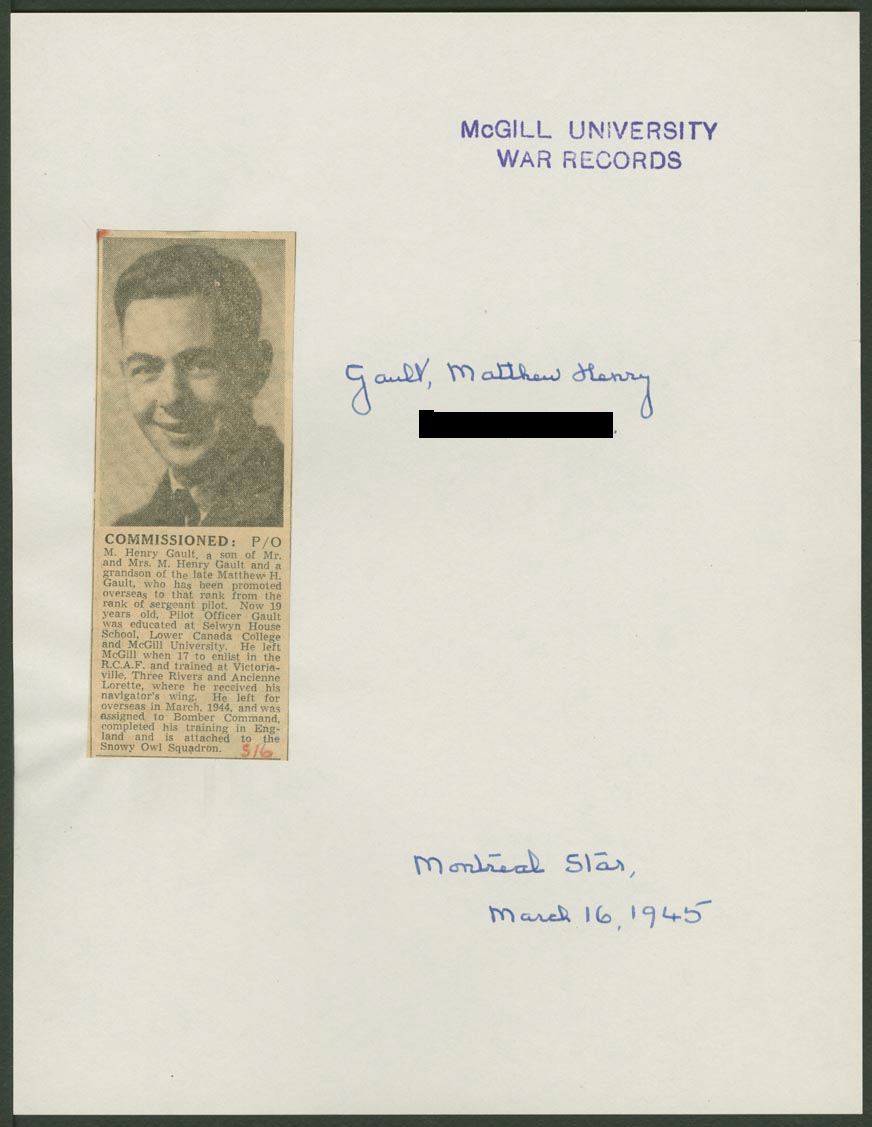 McGILL UNIVERSITY
WAR RECORDS
Gault, Matthew Henry
COMMISSIONED: P/O
M. Henry Gault, a son of Mr.
and Mrs. M. Henry Gault and a
grandson of the late Matthew H.
Gault, who has been promoted
overseas to that rank from the
rank of sergeant pilot. Now 19
years old, Pilot Officer Gault
was educated at Selwyn House
School, Lower Canada College
and McGill University. He left
McGill when 17 to enlist in the
R.C.A.F. and trained at Victoria-
ville, Three Rivers and Ancienne
Lorette, where he received his
navigator's wing. He left for
overseas in March, 1944, and was
assigned to Bomber Command,
completed his training in Eng-
land and is attached to the
Snowy Owl Squadron. 516
Montreal Star,
March 16, 1945